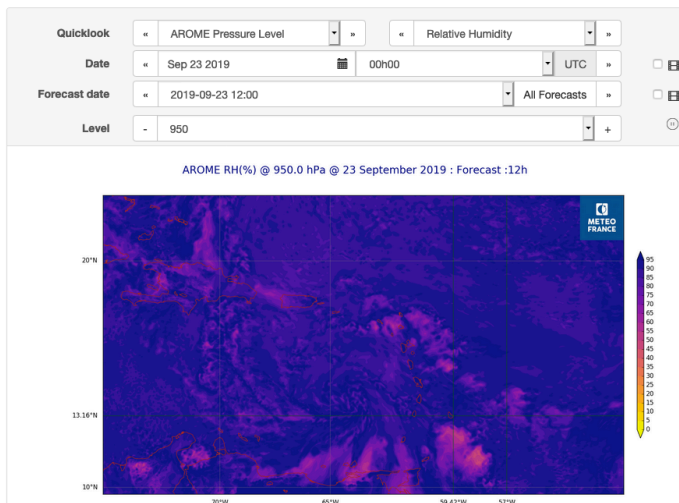 Quicklook « AROME Pressure Level » « Relative Humidity »
Date « Sep 23 2019 00h00 UTC »
Forecast date « 2019-09-23 12:00 All Forecasts »
Level - 950 +
AROME RH(%) @ 950.0 hPa @ 23 September 2019 : Forecast :12h
METEO
FRANCE
20°N
13.16°N
10°N
70°W 65°W 59.43°W 57°W
95
90
85
80
75
70
65
60
55
50
45
40
35
30
25
20
15
10
5
0